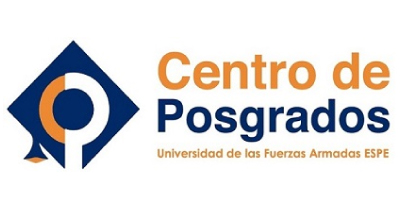 Centro de
Posgrados
Universidad de las Fuerzas Armadas ESPE